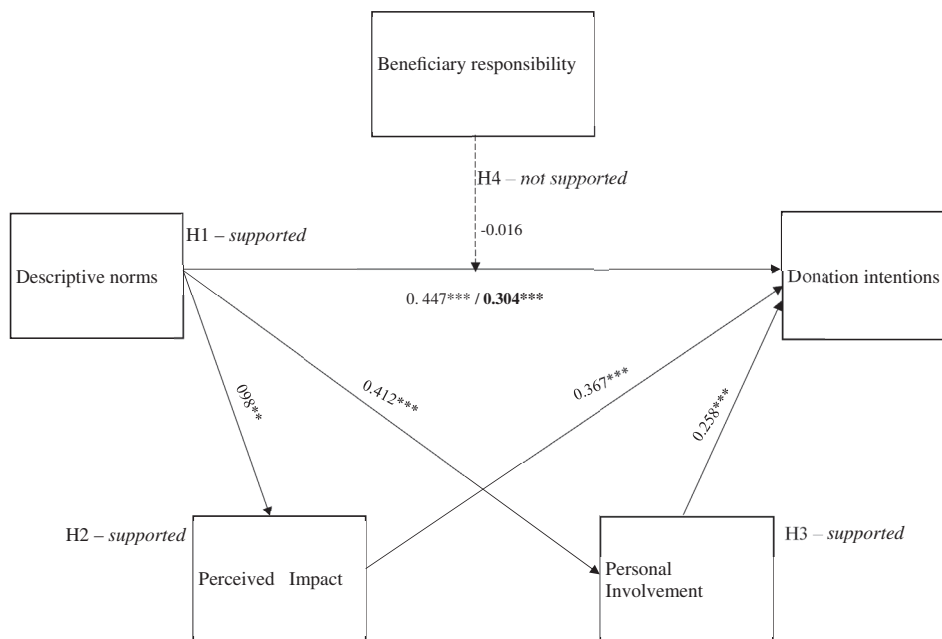 Beneficiary responsibility
H4 – not supported
-0.016
H1 – supported
Descriptive norms
Donation intentions
0. 447*** / 0.304***
098**
0.412***
0.367***
0.258***
H2 – supported
Perceived Impact
Personal
Involvement
H3 – supported